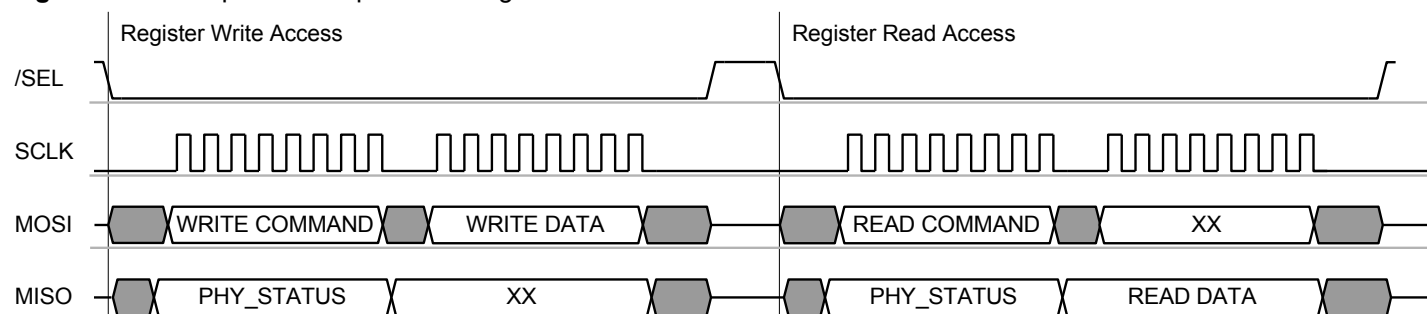 Register Write Access Register Read Access
/SEL
SCLK
MOSI WRITE COMMAND WRITE DATA READ COMMAND XX
MISO PHY_STATUS XX PHY_STATUS READ DATA